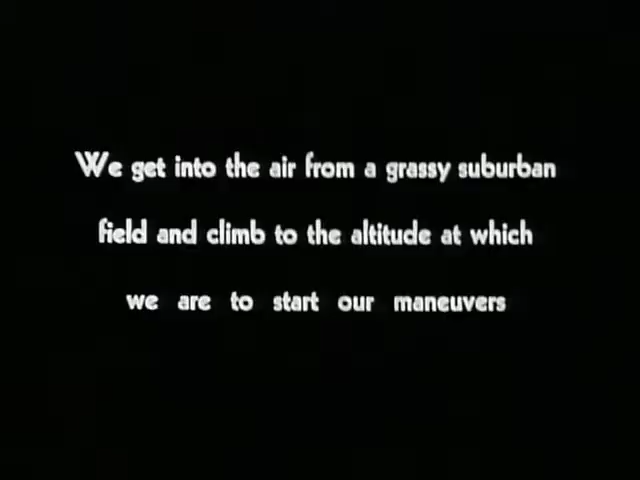 We get into the air from a grassy suburban
field and climb to the altitude at which
we are to start our maneuvers